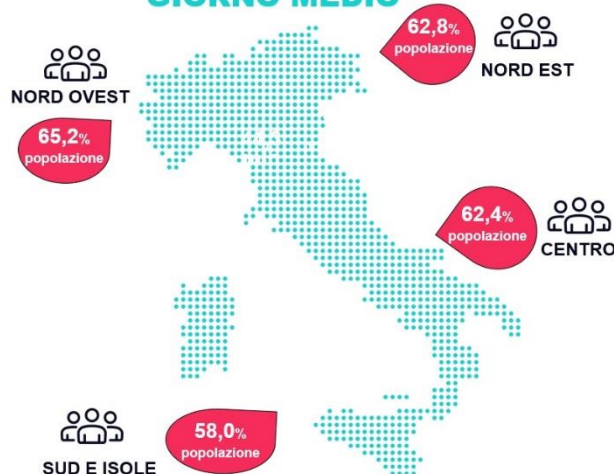 GIORNO MEDIO
62,8%
popolazione
NORD EST
NORD OVEST
65,2%
popolazione
62,4%
popolazione
CENTRO
58,0%
popolazione
SUD E ISOLE